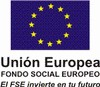 Unión Europea
FONDO SOCIAL EUROPEO
El FSE invierte en tu futuro